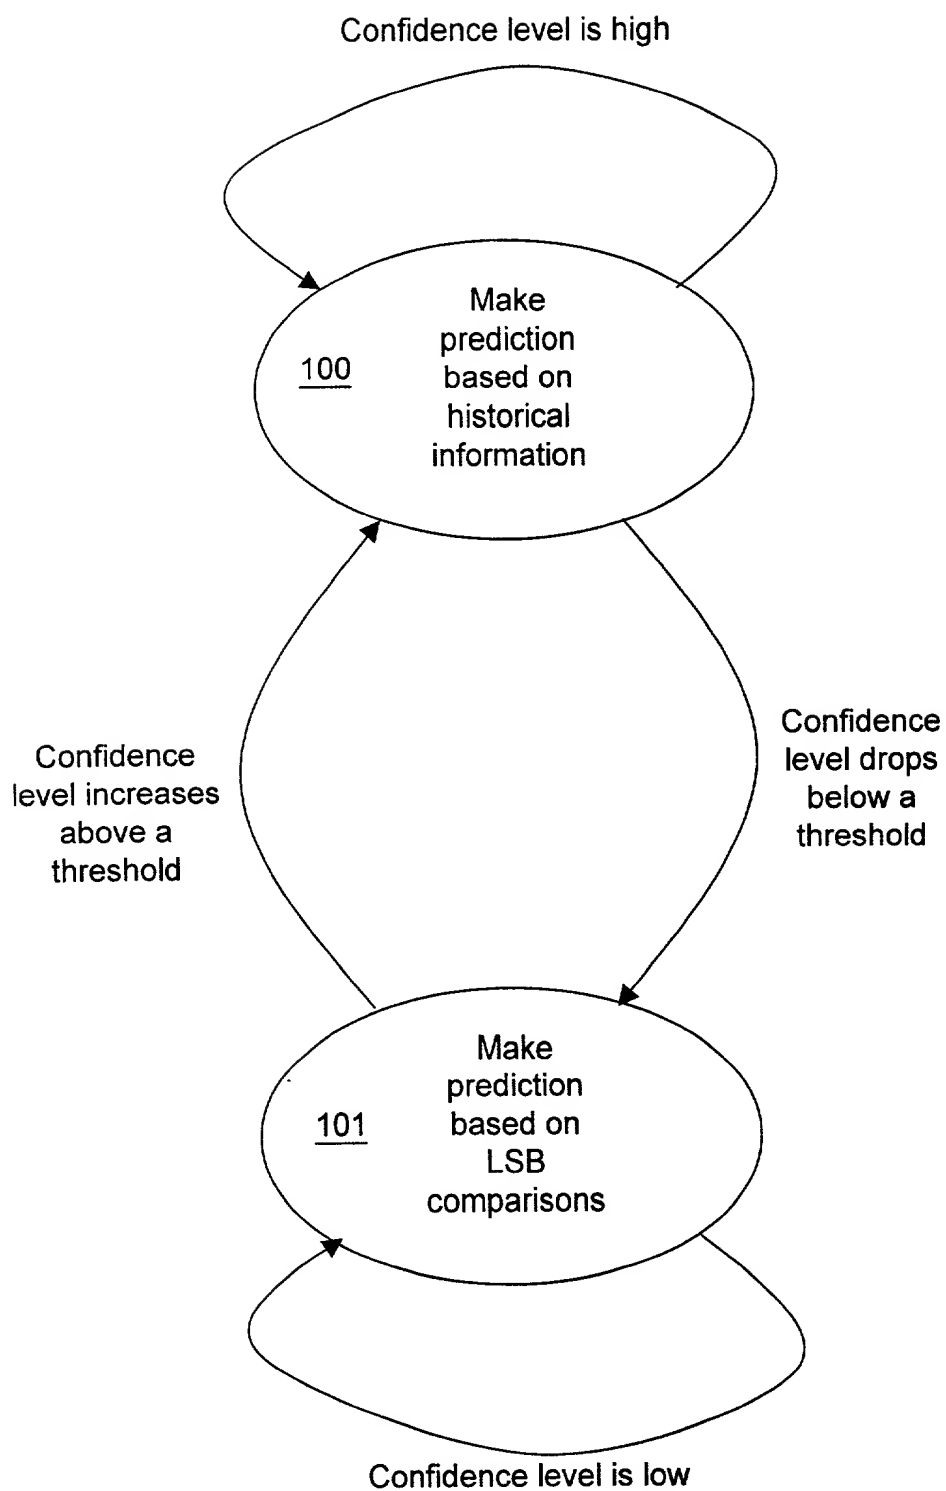 Confidence level is high
100
Make
prediction
based on
historical
information
Confidence
level increases
above a
threshold
Confidence
level drops
below a
threshold
101
Make
prediction
based on
LSB
comparisons
Confidence level is low